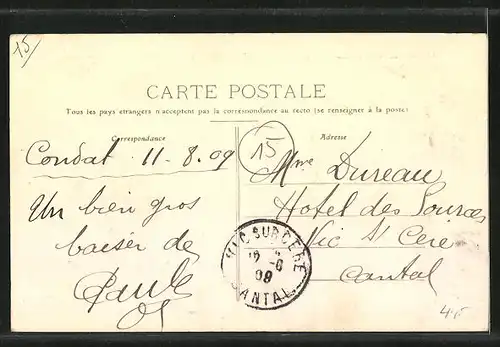 15
CARTE POSTALE
Tous les pays étrangers n'acceptent pas la correspondance au recto (se renseigner à la poste)
Correspondance
Adresse
15
Condat 11-8.09
Un bien gros
baiser de
Paule
Mme Dureau
Hotel des Sources
Vic St Cere
Cantal
VIC SUR CERE
CANTAL